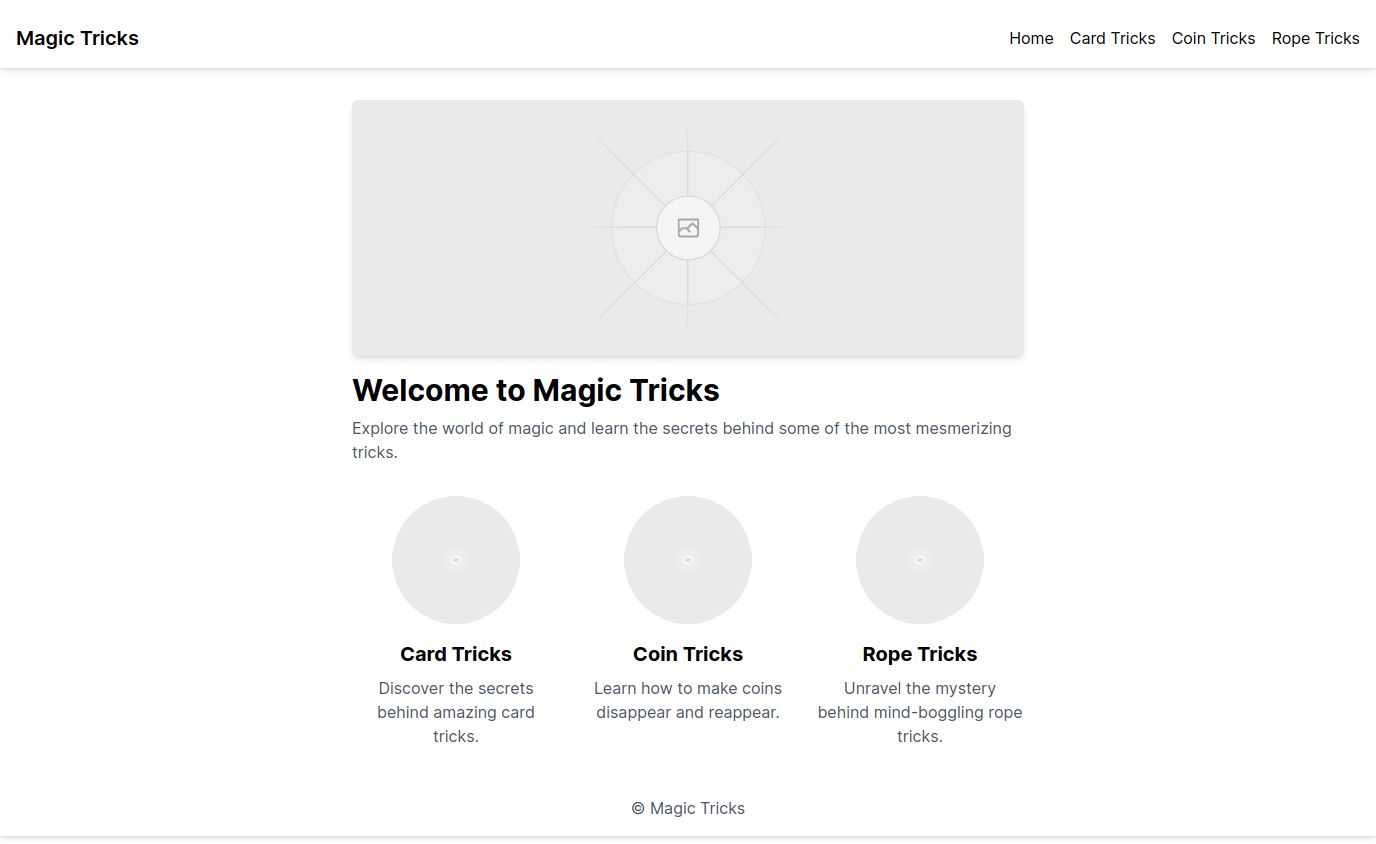 Magic Tricks
Home Card Tricks Coin Tricks Rope Tricks
Welcome to Magic Tricks
Explore the world of magic and learn the secrets behind some of the most mesmerizing
tricks.
Card Tricks
Discover the secrets
behind amazing card
tricks.
Coin Tricks
Learn how to make coins
disappear and reappear.
Rope Tricks
Unravel the mystery
behind mind-boggling rope
tricks.
© Magic Tricks